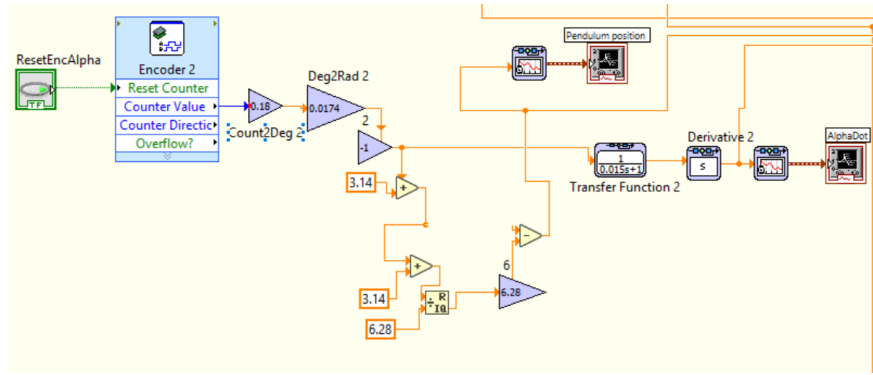 Pendulum position
ResetEncAlpha
TF
Encoder 2
Reset Counter
Counter Value
Counter Direction
Overflow?
Deg2Rad 2
0.18
0.0174
Count2Deg 2
2
-1
3.14
+
1
0.015s+1
Transfer Function 2
Derivative 2
s
AlphaDot
-
+
6
3.14
6.28
R
IQ
6.28